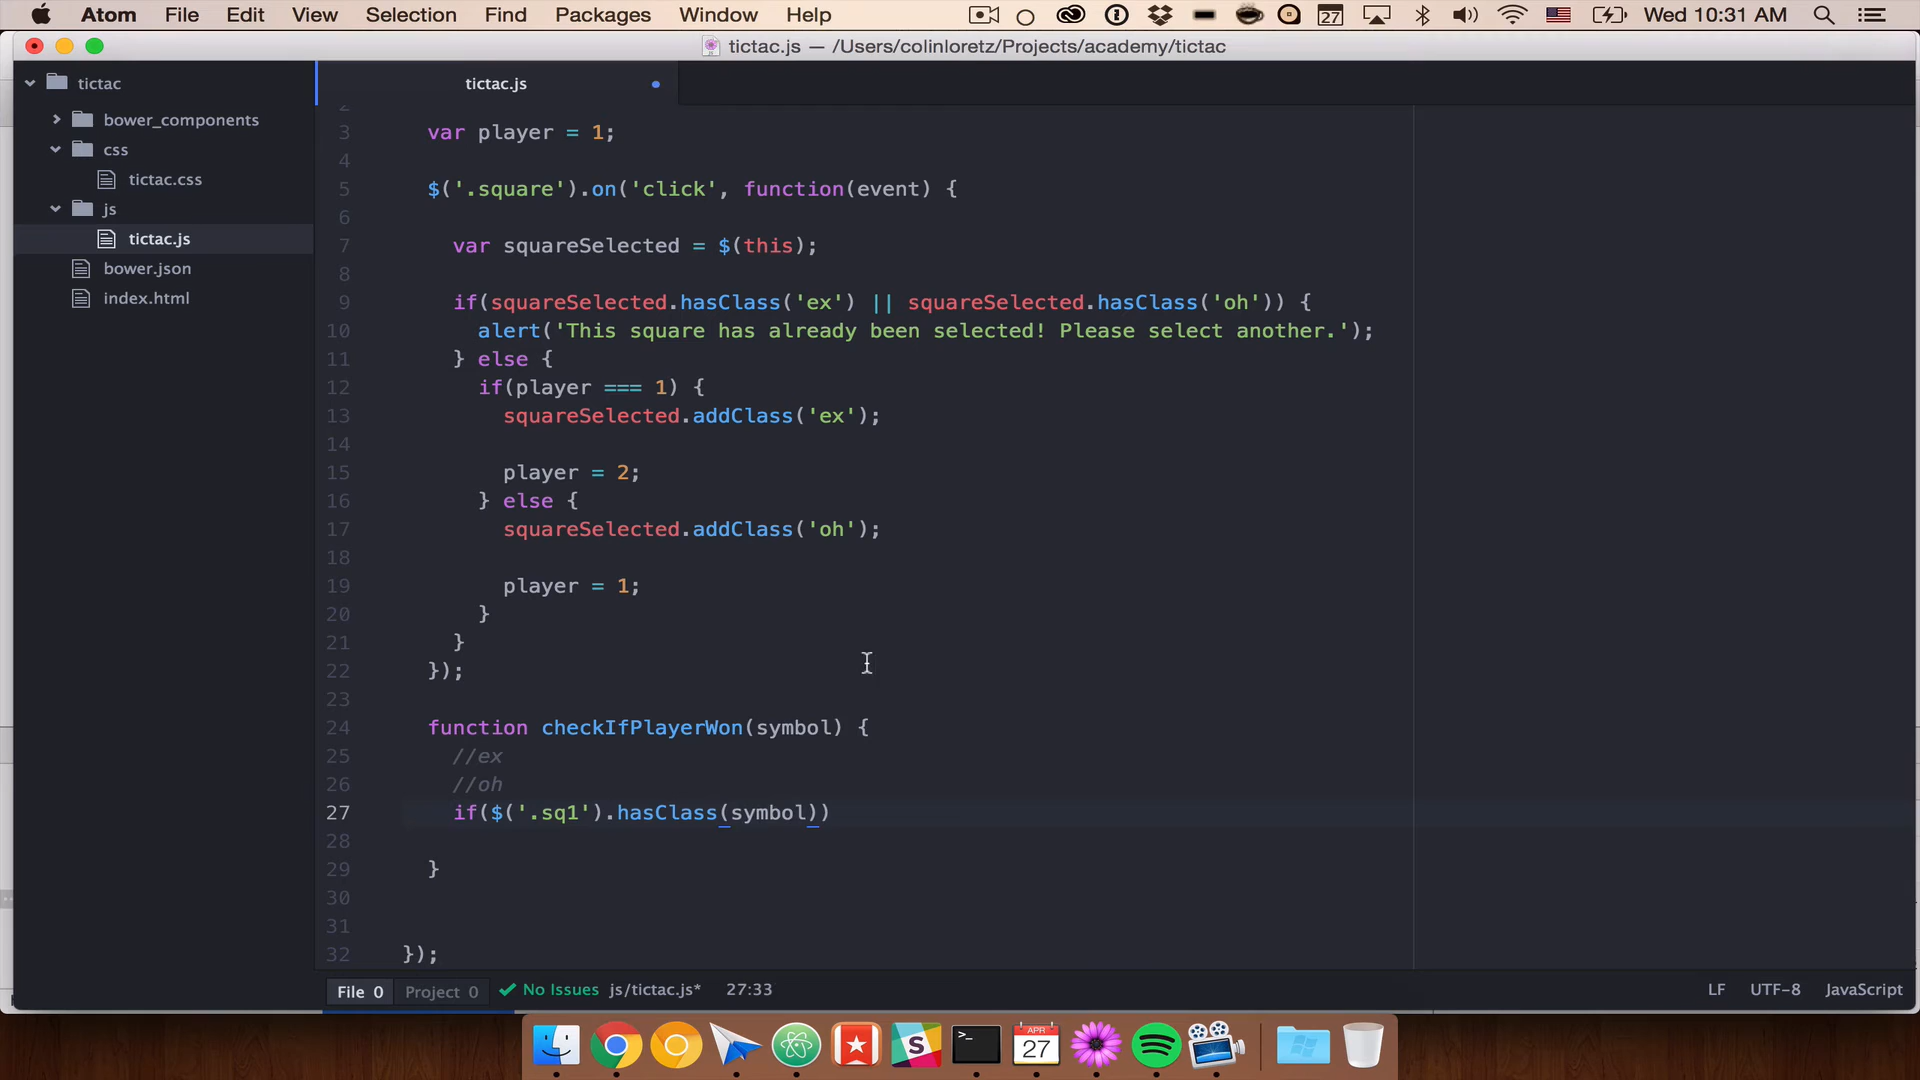 Atom File Edit View Selection Find Packages Window Help 27 Wed 10:31 AM
tictac.js — /Users/colinloretz/Projects/academy/tictac
tictac
bower_components
css
tictac.css
js
tictac.js
bower.json
index.html
tictac.js
2
3 var player = 1;
4
5 $('.square').on('click', function(event) {
6
7 var squareSelected = $(this);
8
9 if(squareSelected.hasClass('ex') || squareSelected.hasClass('oh')) {
10 alert('This square has already been selected! Please select another.');
11 } else {
12 if(player === 1) {
13 squareSelected.addClass('ex');
14
15 player = 2;
16 } else {
17 squareSelected.addClass('oh');
18
19 player = 1;
20 }
21 }
22 });
23
24 function checkIfPlayerWon(symbol) {
25 //ex
26 //oh
27 if($('.sq1').hasClass(symbol))
28
29 }
30
31
32 });
File 0 Project 0 No Issues js/tictac.js* 27:33 LF UTF-8 JavaScript
APR
27